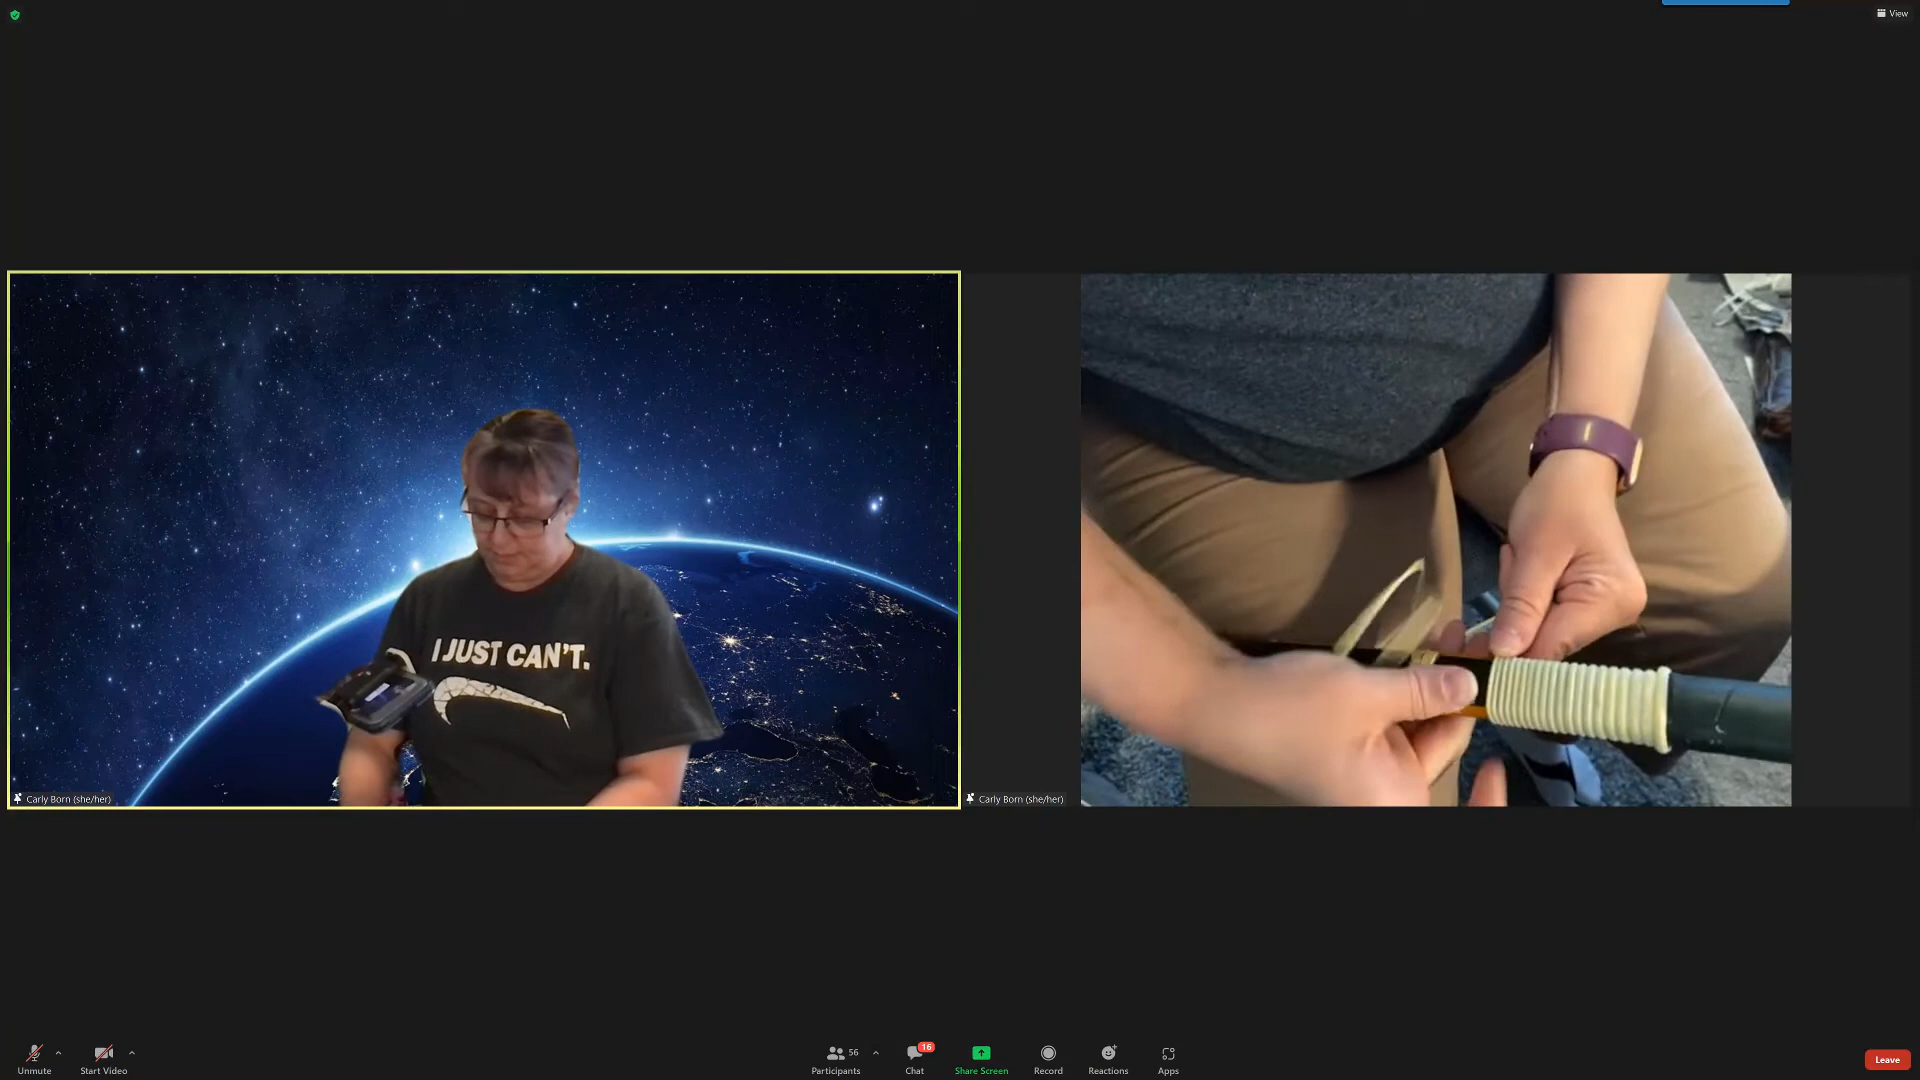 View
I JUST CAN'T.
Carly Born (she/her)
Carly Born (she/her)
Unmute
Start Video
56
Participants
16
Chat
Share Screen
Record
Reactions
Apps
Leave